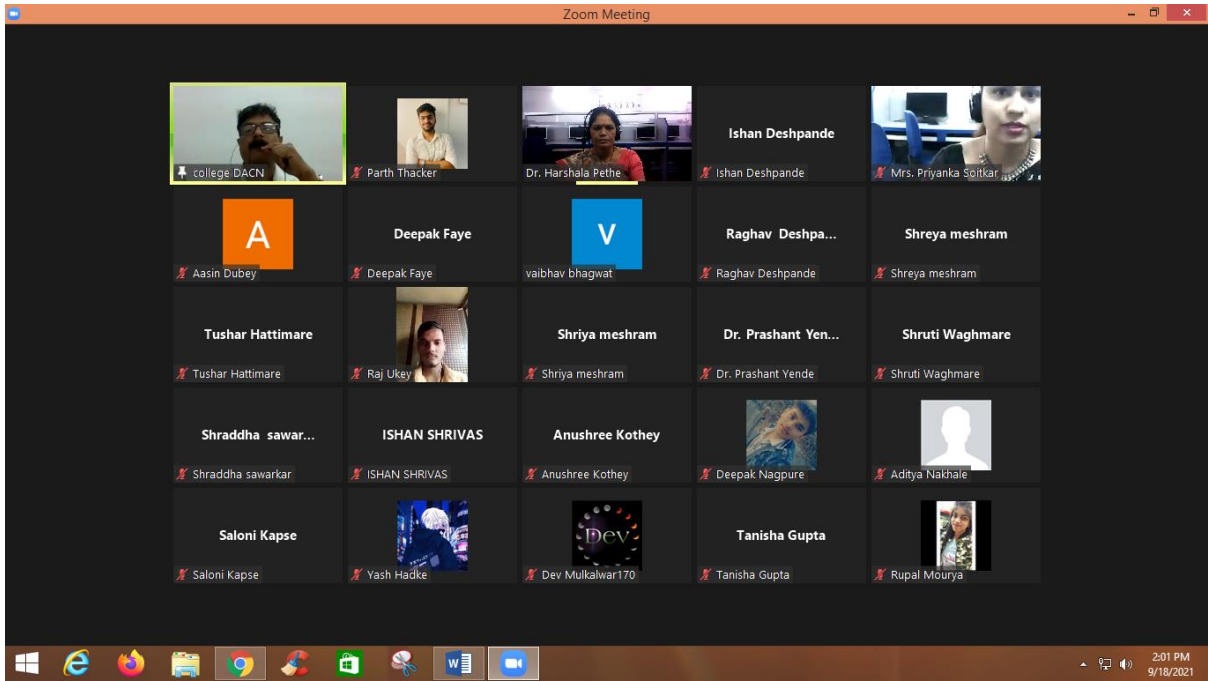 Zoom Meeting
college DACN
Parth Thacker
Dr. Harshala Pethe
Ishan Deshpande
Ishan Deshpande
Mrs. Priyanka Soitkar
A
Aasin Dubey
Deepak Faye
Deepak Faye
V
vaibhav bhagwat
Raghav Deshpa...
Raghav Deshpande
Shreya meshram
Shreya meshram
Tushar Hattimare
Tushar Hattimare
Raj Ukey
Shriya meshram
Shriya meshram
Dr. Prashant Yen...
Dr. Prashant Yende
Shruti Waghmare
Shruti Waghmare
Shraddha sawar...
Shraddha sawarkar
ISHAN SHRIVAS
ISHAN SHRIVAS
Anushree Kothey
Anushree Kothey
Deepak Nagpure
Aditya Nakhale
Saloni Kapse
Saloni Kapse
Yash Hadke
Dev
Dev Mulkalwar170
Tanisha Gupta
Tanisha Gupta
Rupal Mourya
2:01 PM
9/18/2021